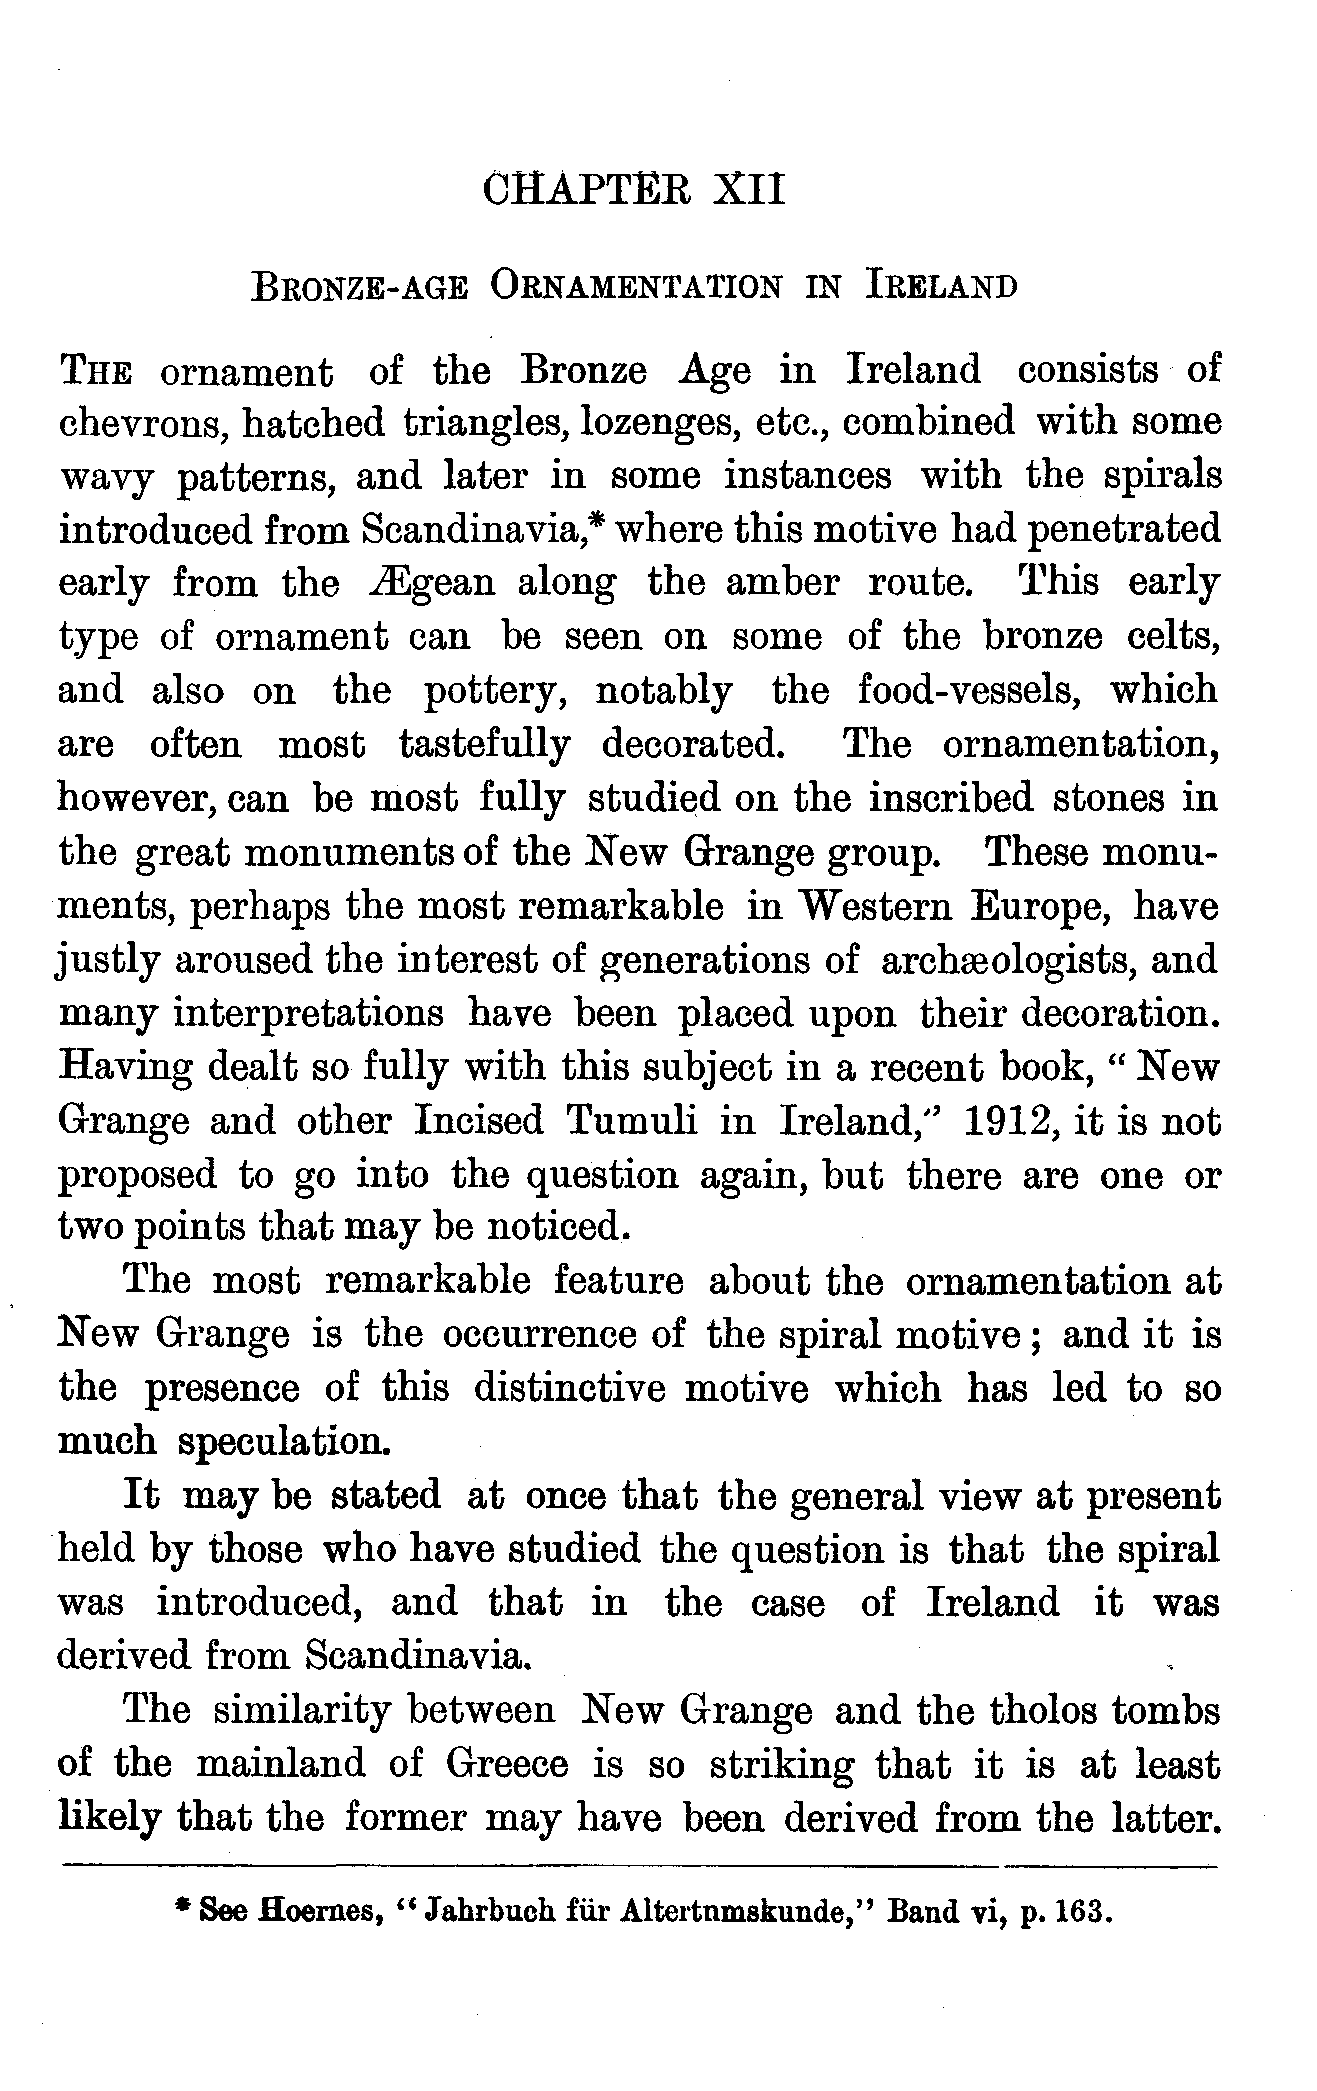 CHAPTER XII
BRONZE-AGE ORNAMENTATION IN IRELAND
THE ornament of the Bronze Age in Ireland consists of
chevrons, hatched triangles, lozenges, etc., combined with some
wavy patterns, and later in some instances with the spirals
introduced from Scandinavia,* where this motive had penetrated
early from the Ægean along the amber route. This early
type of ornament can be seen on some of the bronze celts,
and also on the pottery, notably the food-vessels, which
are often most tastefully decorated. The ornamentation,
however, can be most fully studied on the inscribed stones in
the great monuments of the New Grange group. These monu-
ments, perhaps the most remarkable in Western Europe, have
justly aroused the interest of generations of archæologists, and
many interpretations have been placed upon their decoration.
Having dealt so fully with this subject in a recent book, “ New
Grange and other Incised Tumuli in Ireland,” 1912, it is not
proposed to go into the question again, but there are one or
two points that may be noticed.
The most remarkable feature about the ornamentation at
New Grange is the occurrence of the spiral motive ; and it is
the presence of this distinctive motive which has led to so
much speculation.
It may be stated at once that the general view at present
held by those who have studied the question is that the spiral
was introduced, and that in the case of Ireland it was
derived from Scandinavia.
The similarity between New Grange and the tholos tombs
of the mainland of Greece is so striking that it is at least
likely that the former may have been derived from the latter.
* See Hoernes, “ Jahrbuch für Altertnmskunde,” Band vi, p. 163.